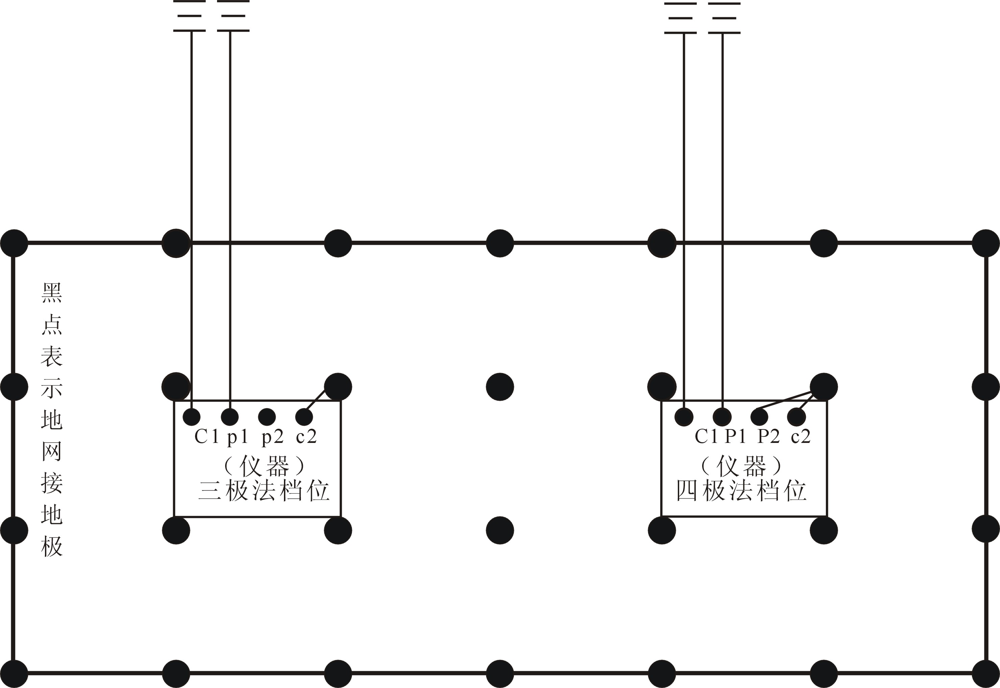 黑点表示地网接地极
C1 p1 p2 c2
（仪器）
三极法档位
C1 P1 P2 c2
（仪器）
四极法档位